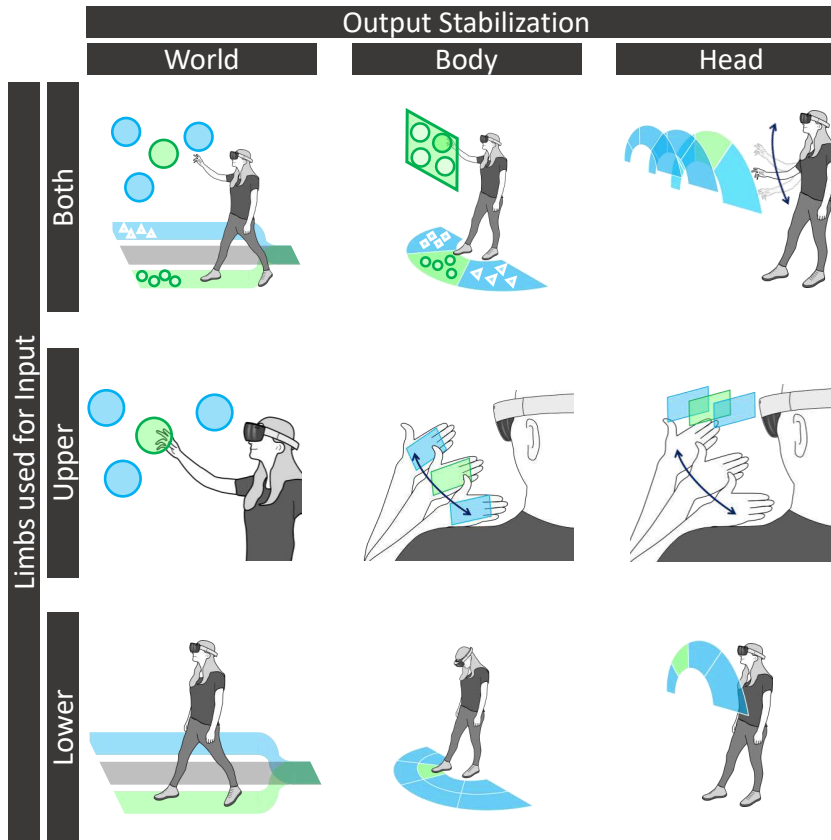 Output Stabilization
World
Body
Head
Limbs used for Input
Both
Upper
Lower